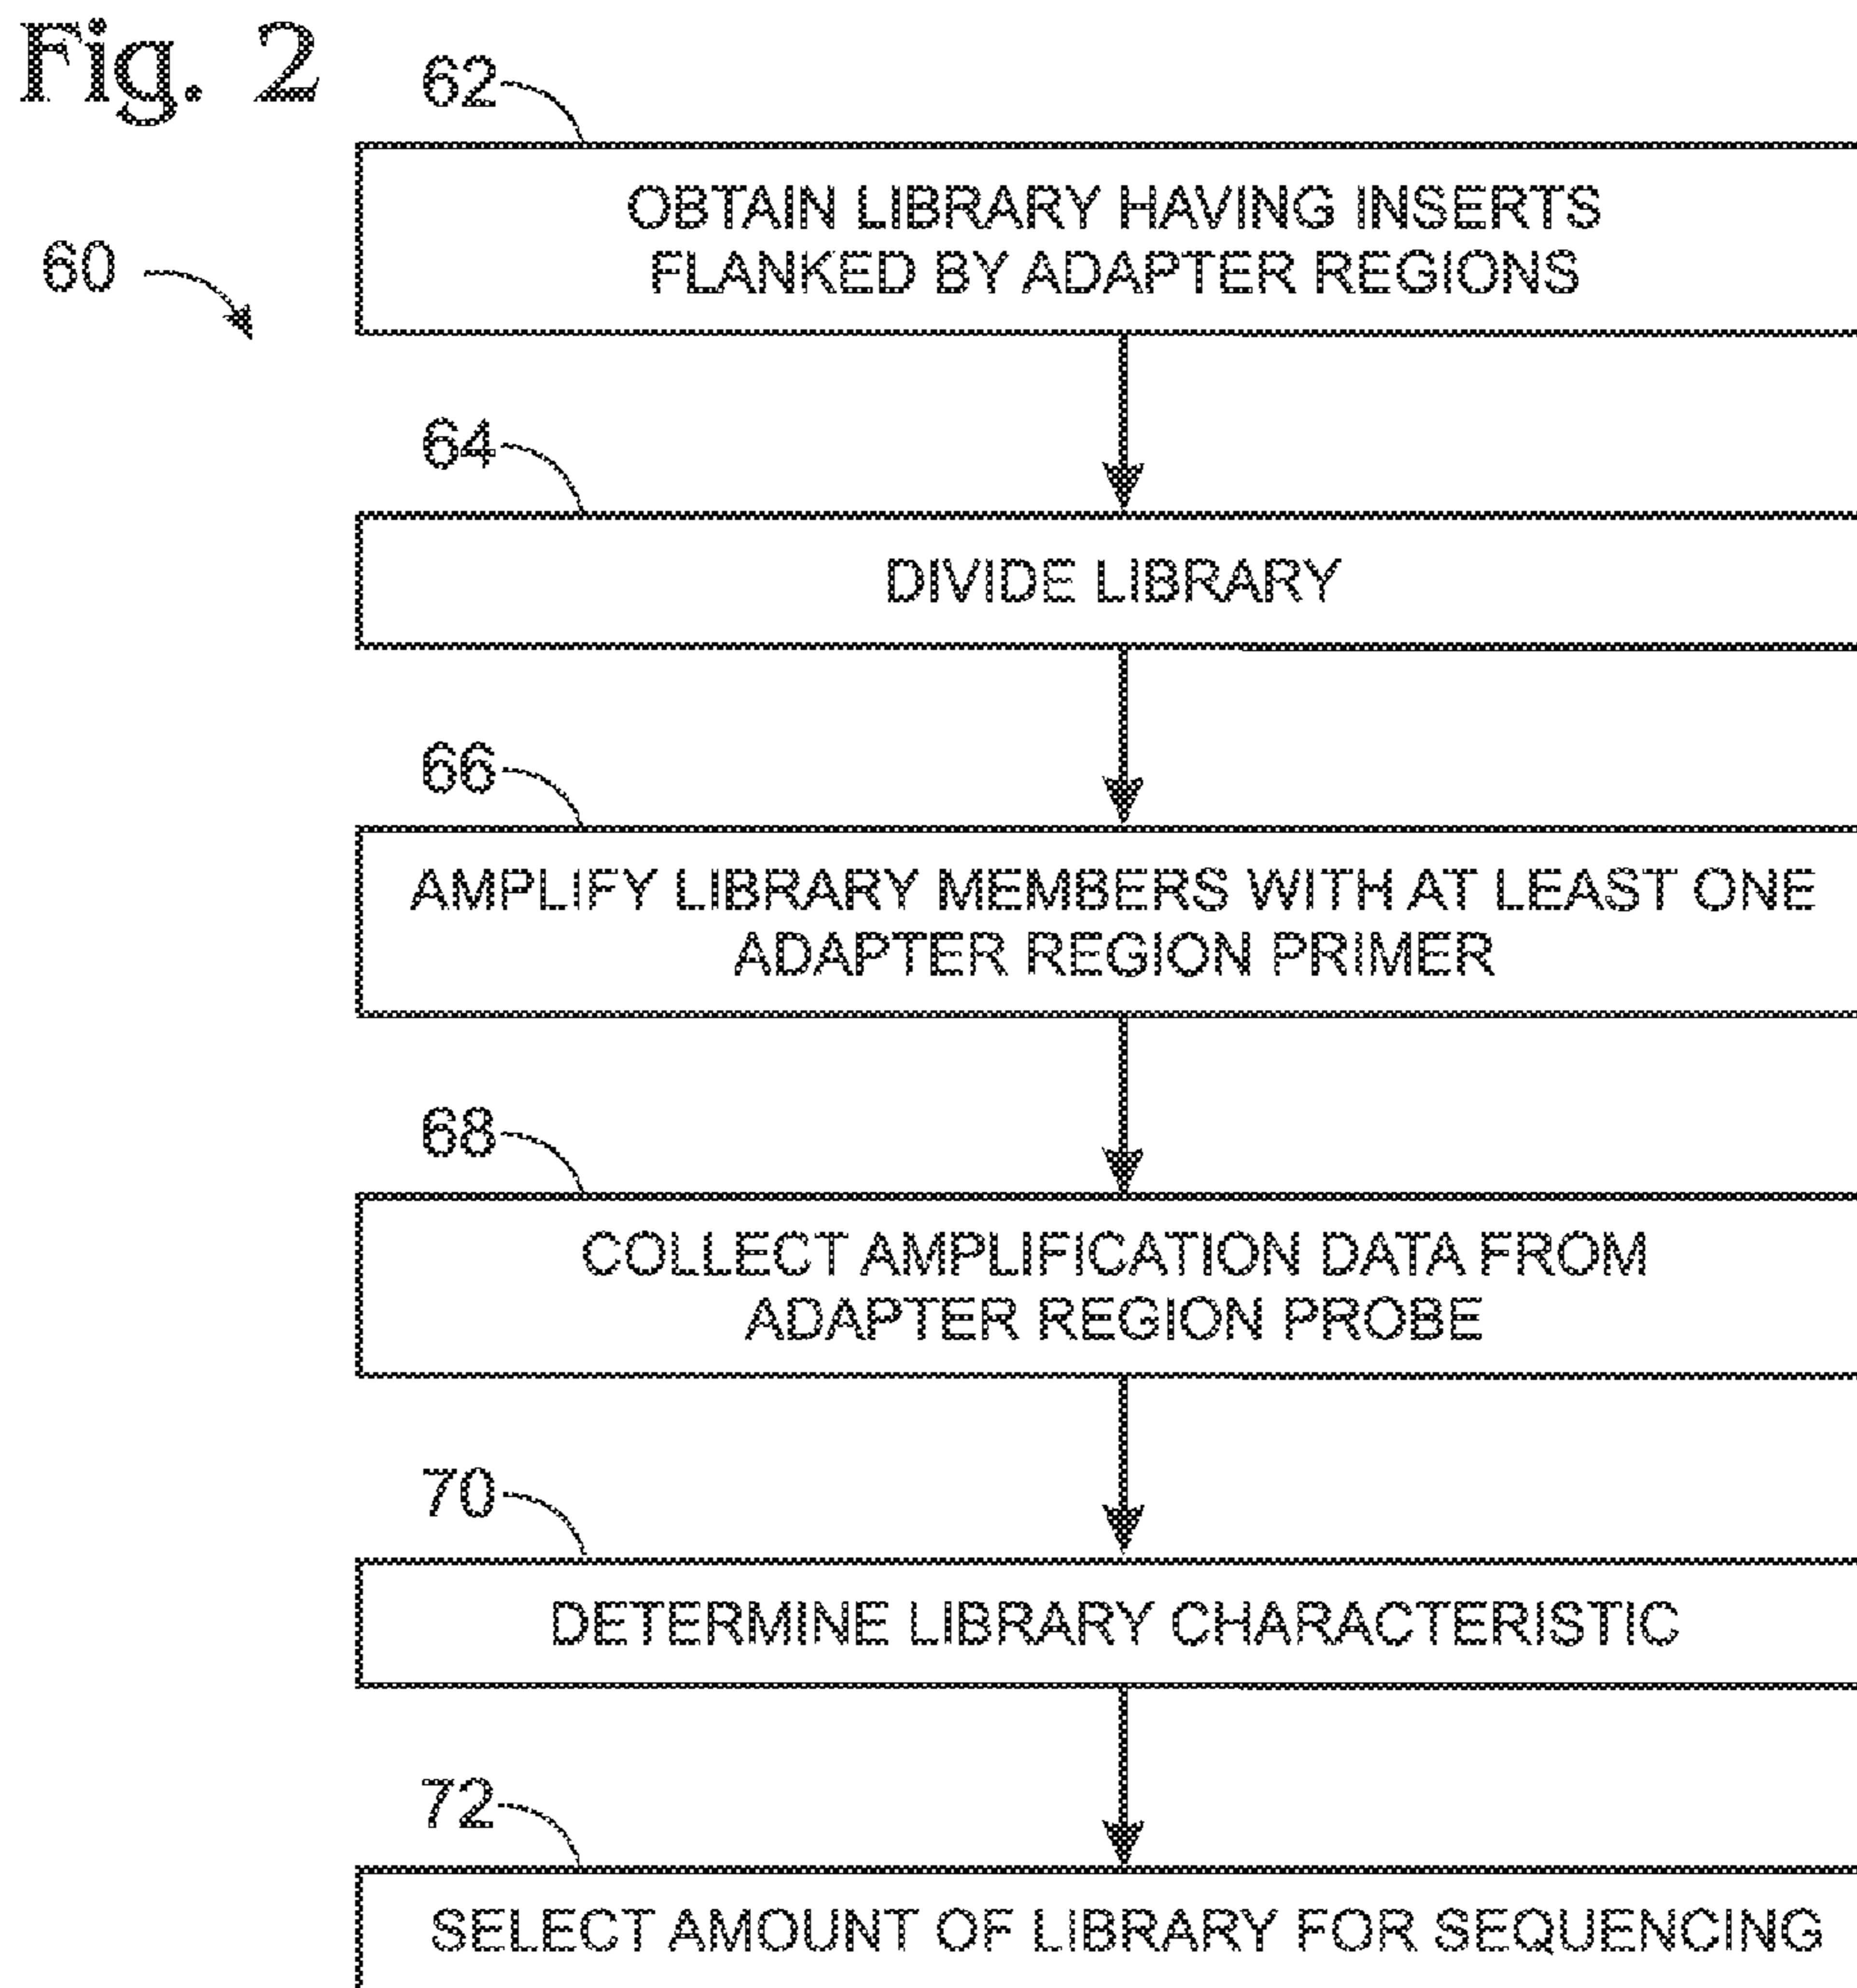 Fig. 2
62
OBTAIN LIBRARY HAVING INSERTS
FLANKED BY ADAPTER REGIONS
60
64
DIVIDE LIBRARY
66
AMPLIFY LIBRARY MEMBERS WITH AT LEAST ONE
ADAPTER REGION PRIMER
68
COLLECT AMPLIFICATION DATA FROM
ADAPTER REGION PROBE
70
DETERMINE LIBRARY CHARACTERISTIC
72
SELECT AMOUNT OF LIBRARY FOR SEQUENCING